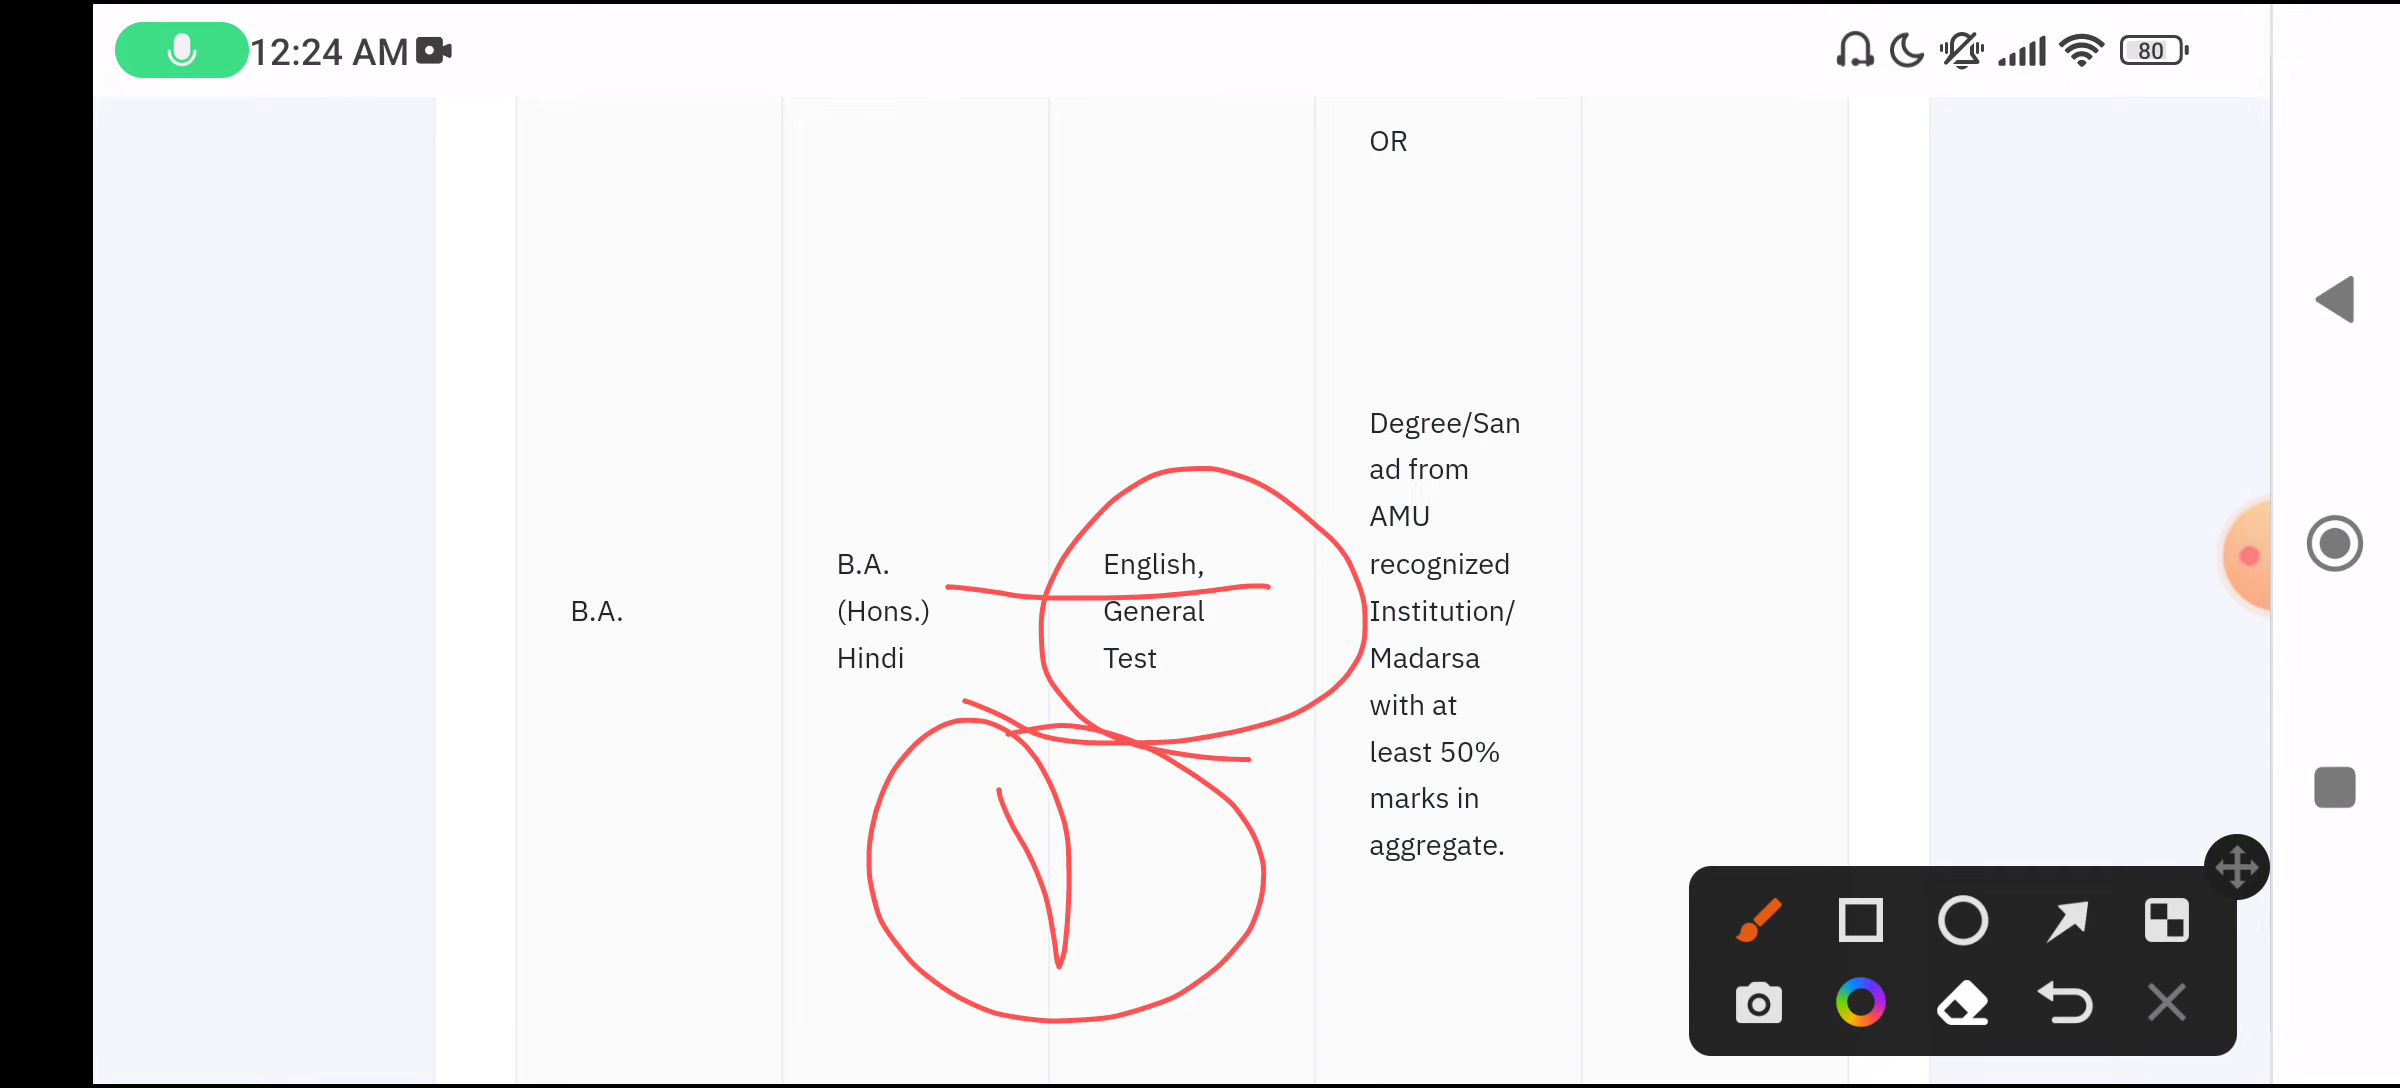 12:24 AM
80
OR
B.A.
B.A.
(Hons.)
Hindi
English,
General
Test
Degree/San
ad from
AMU
recognized
Institution/
Madarsa
with at
least 50%
marks in
aggregate.